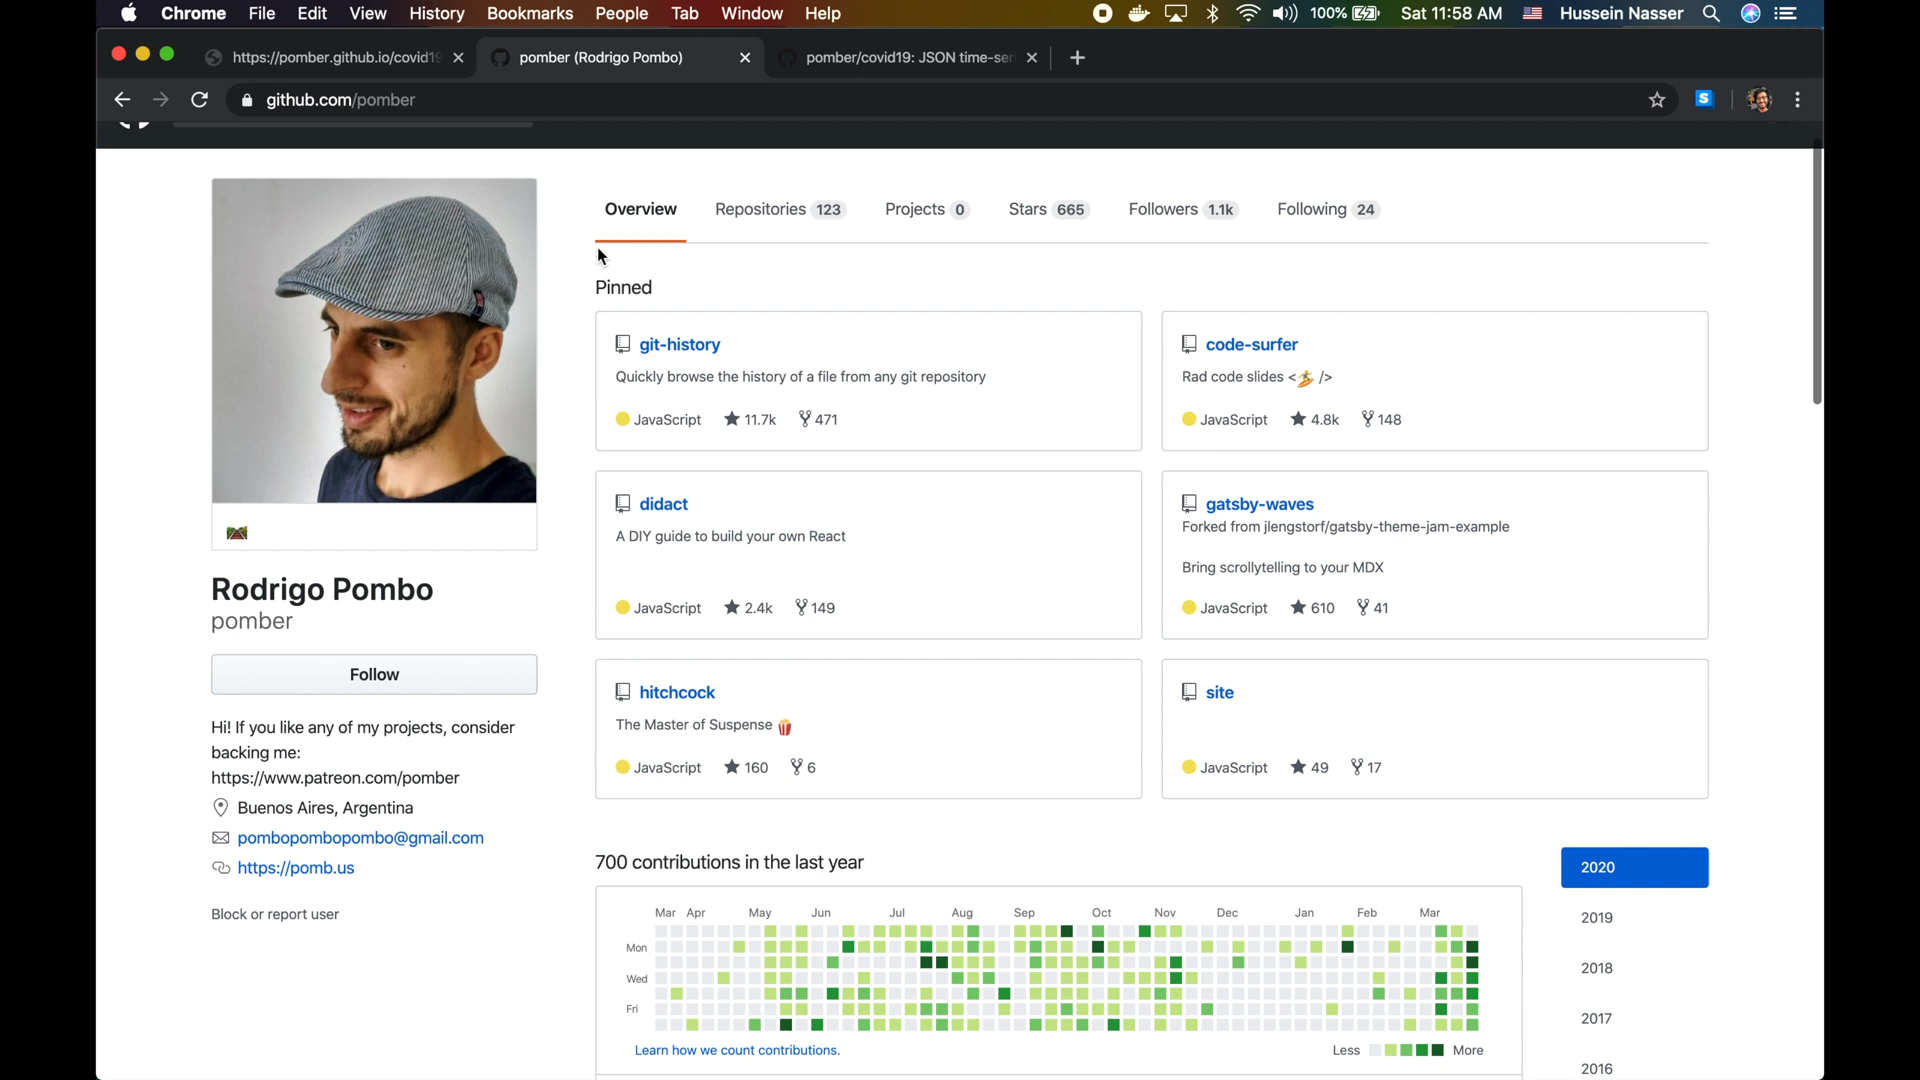 Chrome File Edit View History Bookmarks People Tab Window Help 100% Sat 11:58 AM Hussein Nasser
https://pomber.github.io/covid19 pomber (Rodrigo Pombo) pomber/covid19: JSON time-seri
github.com/pomber
Overview Repositories 123 Projects 0 Stars 665 Followers 1.1k Following 24
Pinned
git-history
Quickly browse the history of a file from any git repository
JavaScript 11.7k 471
code-surfer
Rad code slides <🏄 />
JavaScript 4.8k 148
didact
A DIY guide to build your own React
JavaScript 2.4k 149
gatsby-waves
Forked from jlengstorf/gatsby-theme-jam-example
Bring scrollytelling to your MDX
JavaScript 610 41
hitchcock
The Master of Suspense 🍿
JavaScript 160 6
site
JavaScript 49 17
Rodrigo Pombo
pomber
Follow
Hi! If you like any of my projects, consider
backing me:
https://www.patreon.com/pomber
Buenos Aires, Argentina
pombopombopombo@gmail.com
https://pomb.us
Block or report user
700 contributions in the last year
Mar Apr May Jun Jul Aug Sep Oct Nov Dec Jan Feb Mar
Mon
Wed
Fri
Learn how we count contributions. Less More
2020
2019
2018
2017
2016